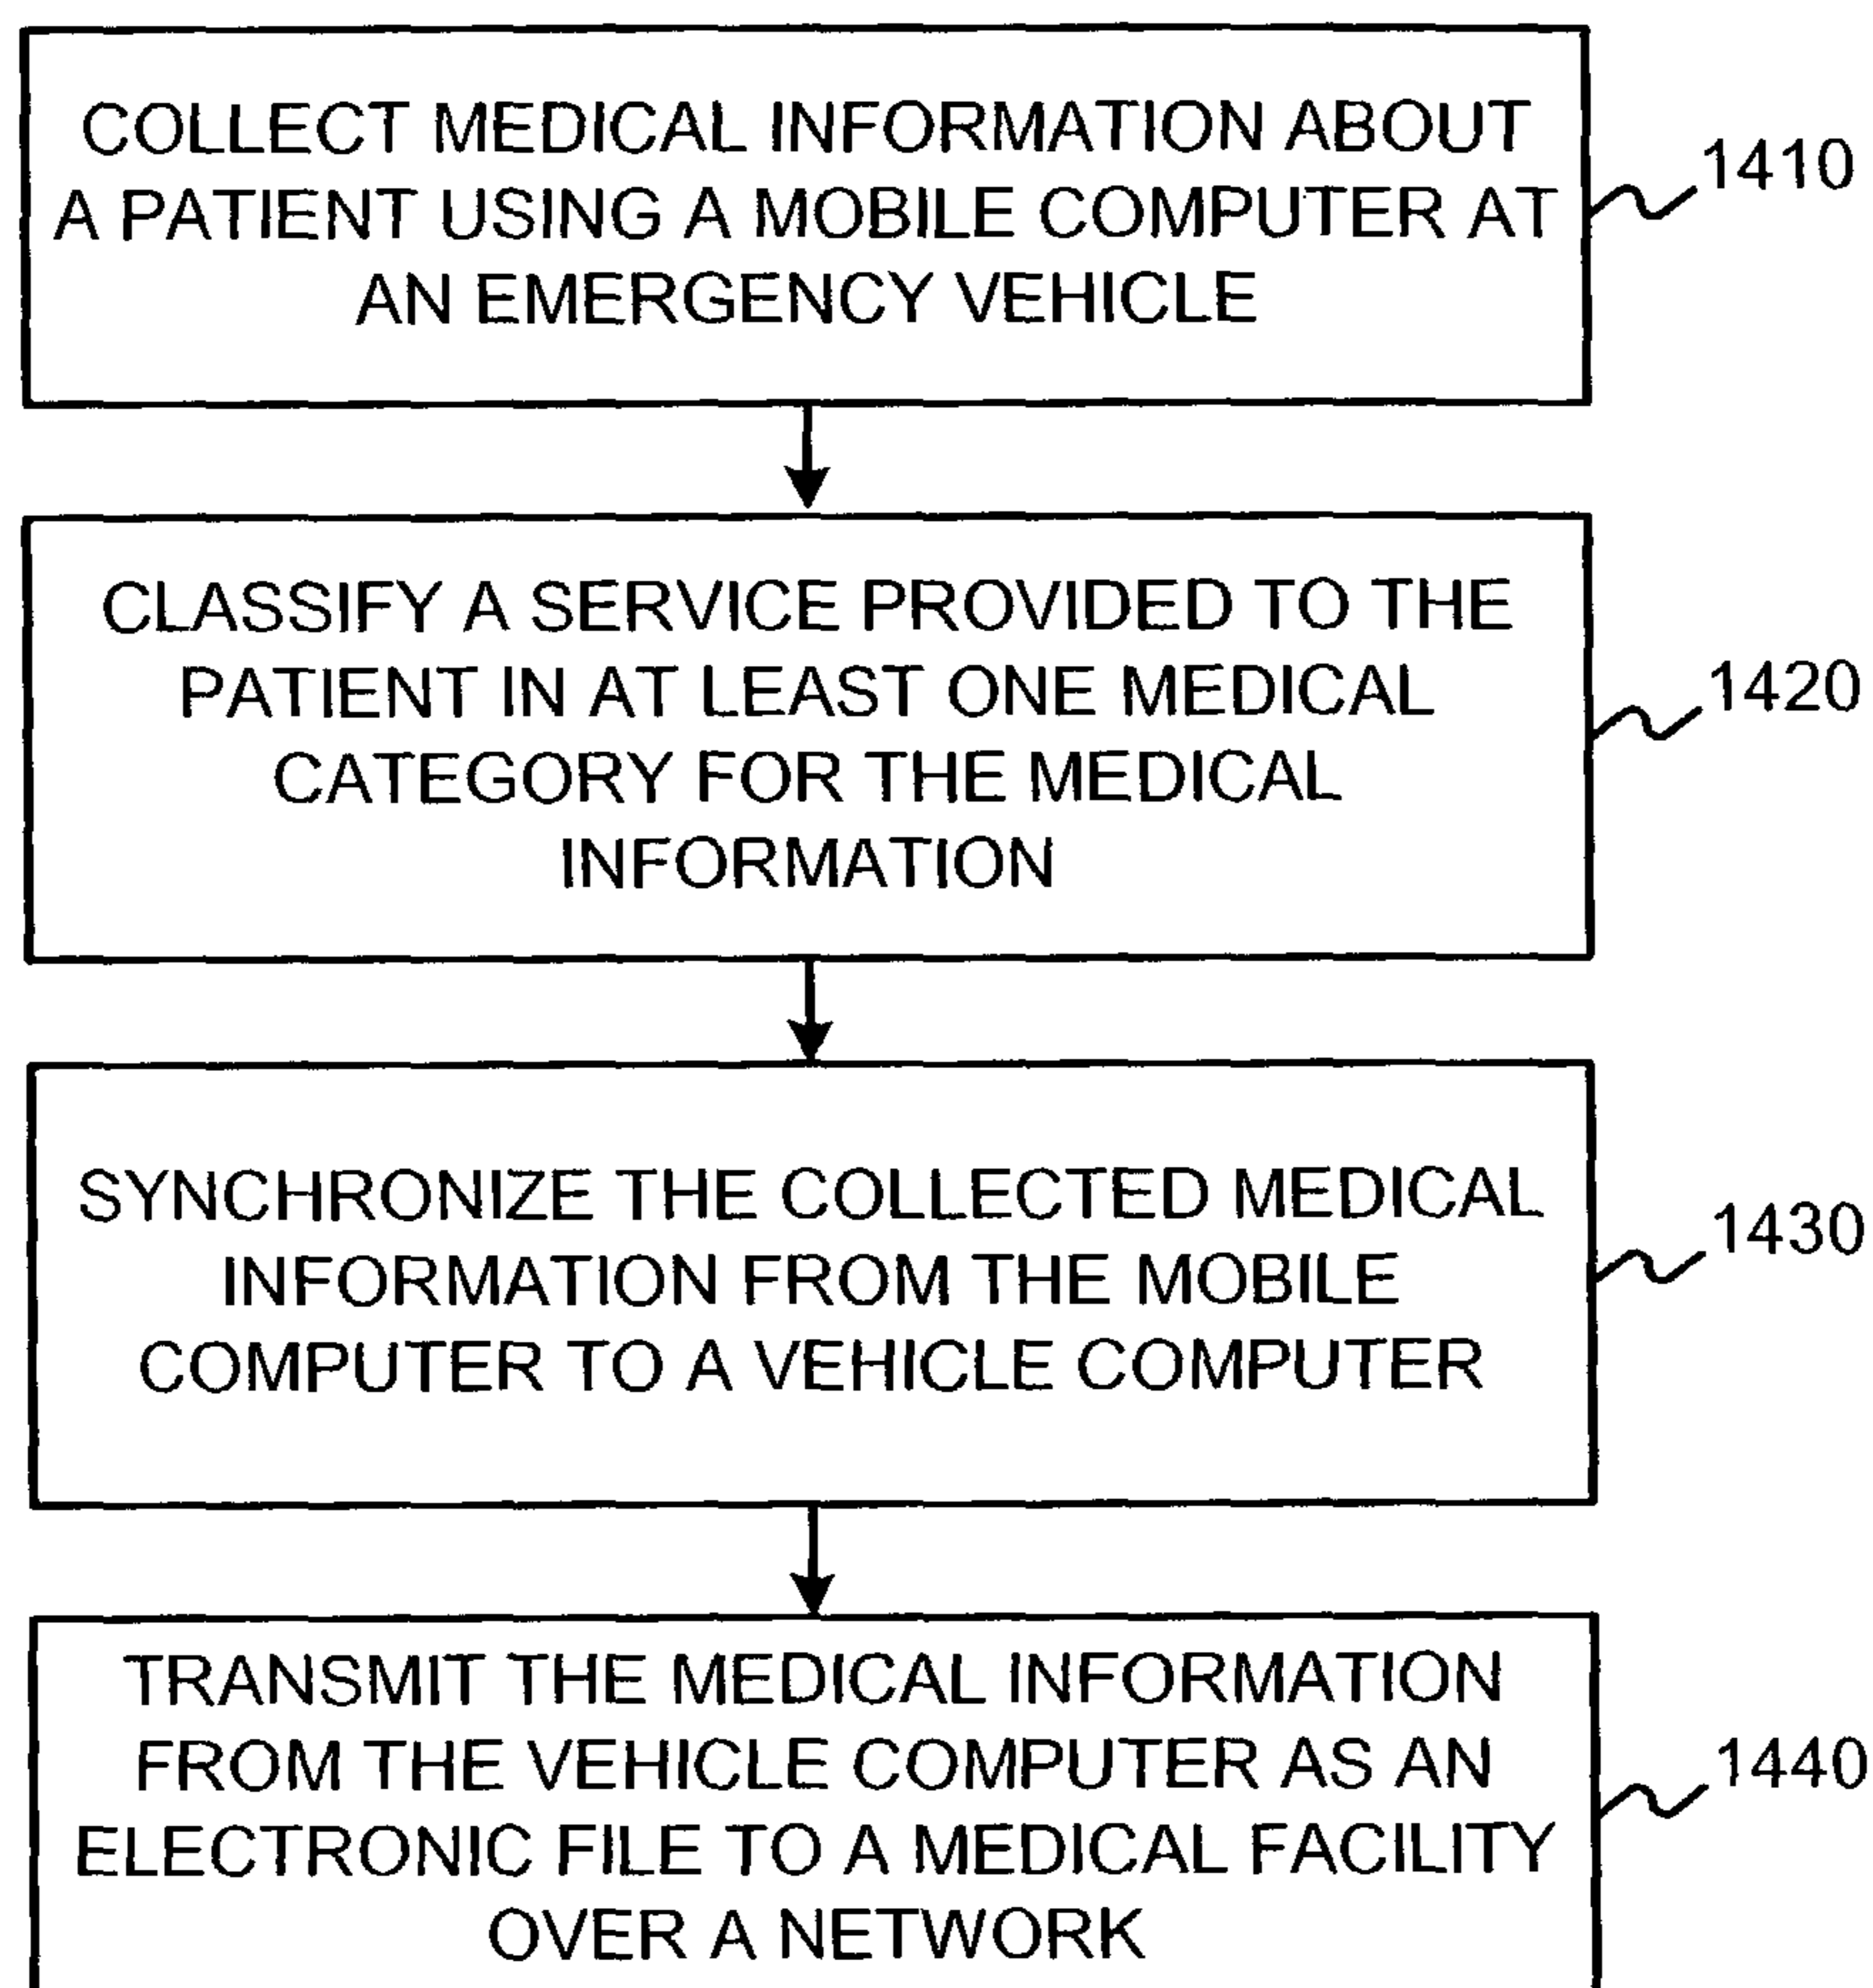 COLLECT MEDICAL INFORMATION ABOUT
A PATIENT USING A MOBILE COMPUTER AT
AN EMERGENCY VEHICLE
1410
CLASSIFY A SERVICE PROVIDED TO THE
PATIENT IN AT LEAST ONE MEDICAL
CATEGORY FOR THE MEDICAL
INFORMATION
1420
SYNCHRONIZE THE COLLECTED MEDICAL
INFORMATION FROM THE MOBILE
COMPUTER TO A VEHICLE COMPUTER
1430
TRANSMIT THE MEDICAL INFORMATION
FROM THE VEHICLE COMPUTER AS AN
ELECTRONIC FILE TO A MEDICAL FACILITY
OVER A NETWORK
1440